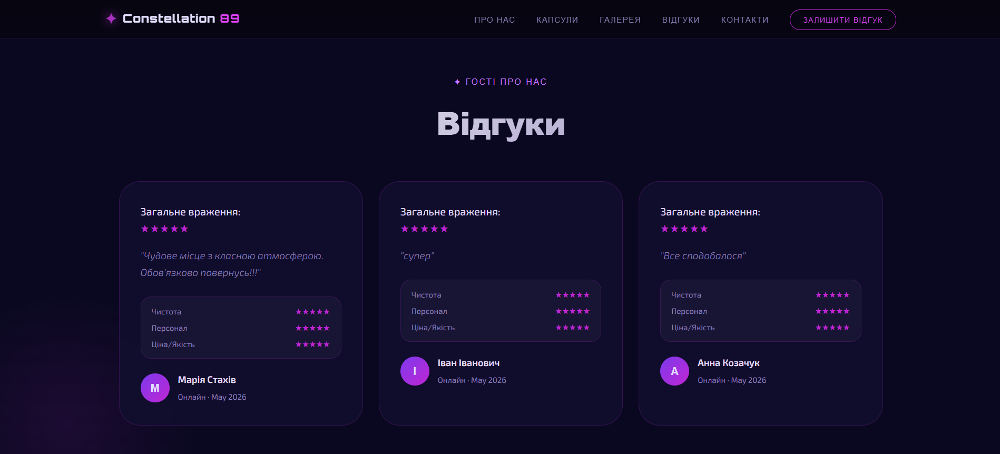 ✦ Constellation 89
ПРО НАС
КАПСУЛИ
ГАЛЕРЕЯ
ВІДГУКИ
КОНТАКТИ
ЗАЛИШИТИ ВІДГУК
✦ ГОСТІ ПРО НАС
Відгуки
Загальне враження:
★★★★★
"Чудове місце з класною атмосферою.
Обов'язково повернусь!!!"
Чистота ★★★★★
Персонал ★★★★★
Ціна/Якість ★★★★★
М
Марія Стахів
Онлайн · May 2026
Загальне враження:
★★★★★
"супер"
Чистота ★★★★★
Персонал ★★★★★
Ціна/Якість ★★★★★
І
Іван Іванович
Онлайн · May 2026
Загальне враження:
★★★★★
"Все сподобалося"
Чистота ★★★★★
Персонал ★★★★★
Ціна/Якість ★★★★★
А
Анна Козачук
Онлайн · May 2026